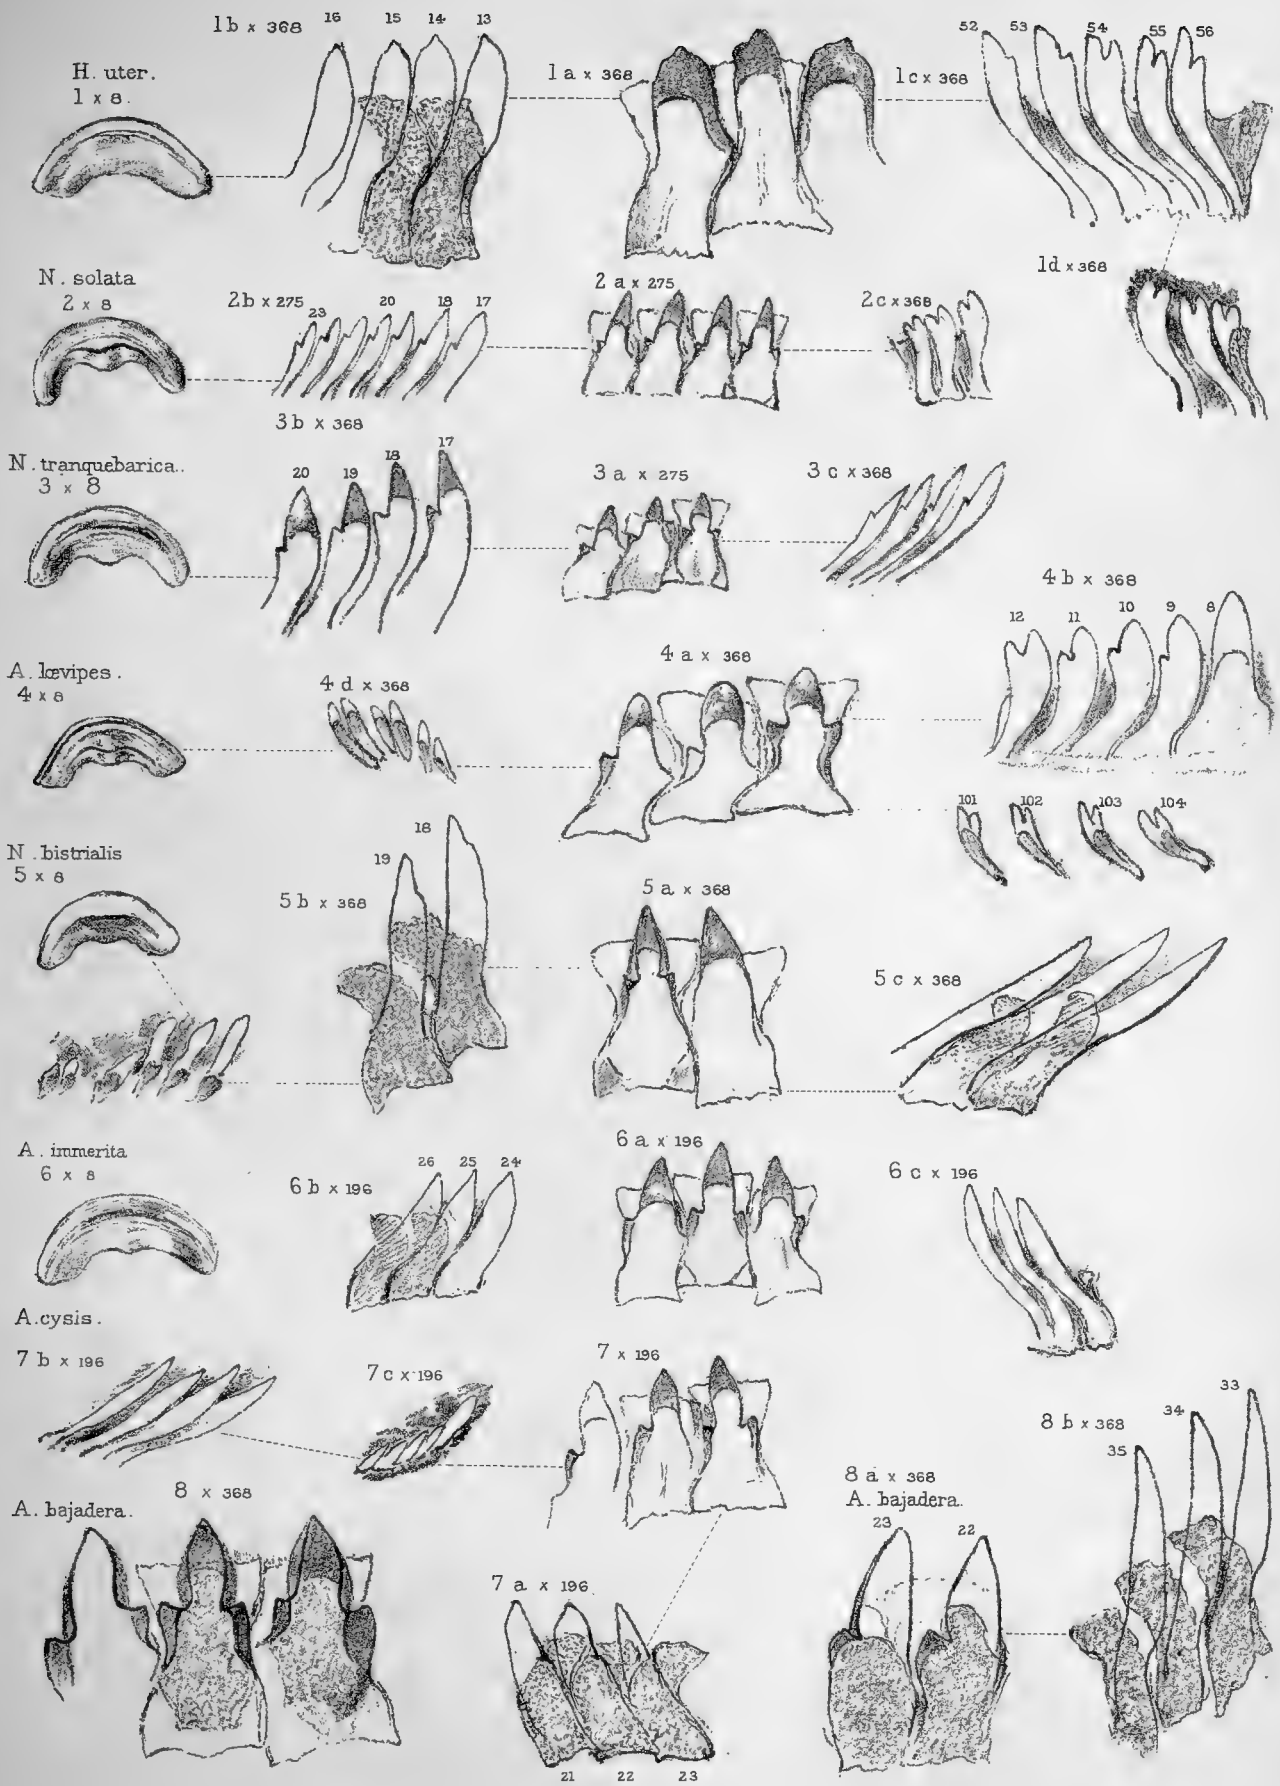 1b x 368
16 15 14 13
H. uter.
1 x 8.
1a x 368
1c x 368
52 53 54 55 56
1d x 368
N. solata
2 x 8
2b x 275
23 20 18 17
2 a x 275
2c x 368
3b x 368
N. tranquebarica..
3 x 8
20 19 18 17
3 a x 275
3 c x 368
4 b x 368
12 11 10 9 8
A. lœvipes.
4 x 8
4 d x 368
4 a x 368
101 102 103 104
N. bistrialis
5 x 8
5 b x 368
19 18
5 a x 368
5 c x 368
A. immerita
6 x 8
6 b x 196
26 25 24
6 a x 196
6 c x 196
A.cysis.
7 b x 196
7 c x 196
7 x 196
8 b x 368
35 34 33
A. bajadera.
8 x 368
7 a x 196.
21 22 23
8 a x 368
A. bajadera.
23 22